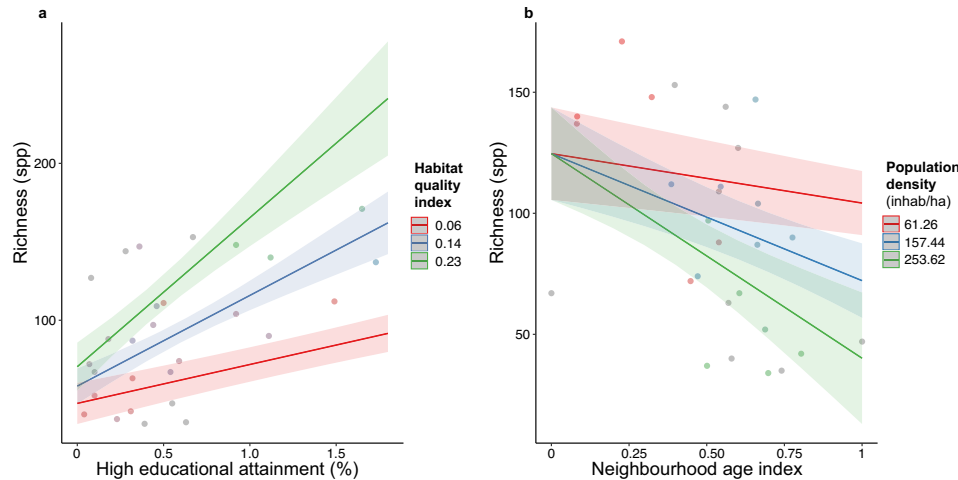 a
Richness (spp)
200
100
0
0.5
1.0
1.5
High educational attainment (%)
Habitat
quality
index
0.06
0.14
0.23
b
Richness (spp)
150
100
50
0
0.25
0.50
0.75
1
Neighbourhood age index
Population
density
(inhab/ha)
61.26
157.44
253.62